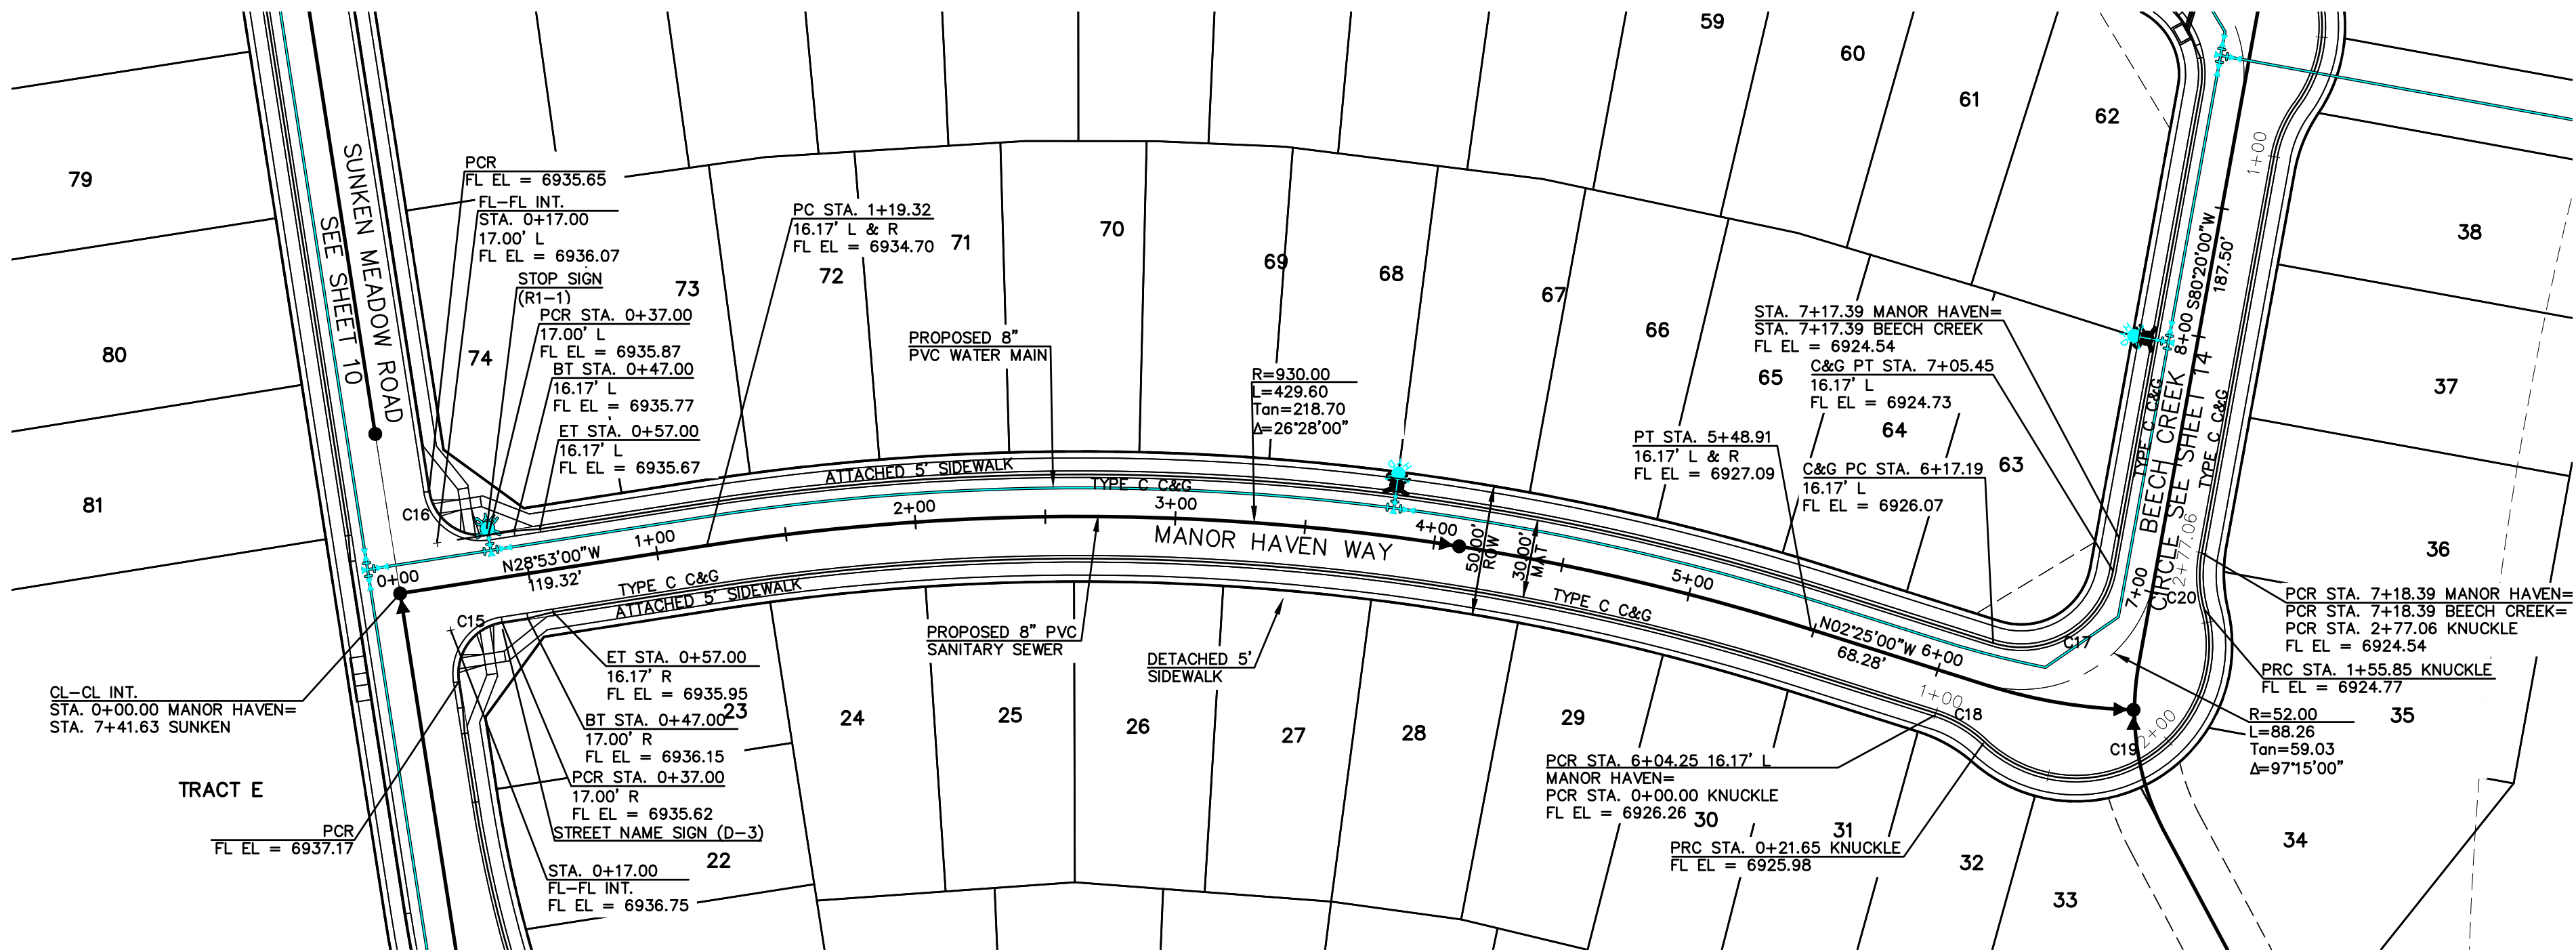 79
80
81
SUNKEN MEADOW ROAD
SEE SHEET 10
PCR
FL EL = 6935.65
FL-FL INT.
STA. 0+17.00
17.00' L
FL EL = 6936.07
STOP SIGN
(R1-1)
PCR STA. 0+37.00
17.00' L
FL EL = 6935.87
BT STA. 0+47.00
16.17' L
FL EL = 6935.77
ET STA. 0+57.00
16.17' L
FL EL = 6935.67
74
73
PC STA. 1+19.32
16.17' L & R
FL EL = 6934.70
72
71
70
69
68
67
66
65
64
63
59
60
61
62
PROPOSED 8"
PVC WATER MAIN
R=930.00
L=429.60
Tan=218.70
Δ=26°28'00"
STA. 7+17.39 MANOR HAVEN=
STA. 7+17.39 BEECH CREEK
FL EL = 6924.54
C&G PT STA. 7+05.45
16.17' L
FL EL = 6924.73
PT STA. 5+48.91
16.17' L & R
FL EL = 6927.09
C&G PC STA. 6+17.19
16.17' L
FL EL = 6926.07
ATTACHED 5' SIDEWALK
TYPE C C&G
C16
0+00
N28°53'00"W
119.32'
1+00
2+00
3+00
4+00
5+00
6+00
7+00
8+00
MANOR HAVEN WAY
50.00'
ROW
30.00'
MAT
N02°25'00"W
68.28'
TYPE C C&G
ATTACHED 5' SIDEWALK
TYPE C C&G
C15
C17
C18
C19
C20
1+00
2+00
2+77.06
1+00
S80°20'00"W
187.50'
BEECH CREEK
CIRCLE SEE SHEET 14
TYPE C C&G
TYPE C C&G
38
37
36
35
34
33
32
31
30
29
28
27
26
25
24
23
22
PROPOSED 8" PVC
SANITARY SEWER
DETACHED 5'
SIDEWALK
CL-CL INT.
STA. 0+00.00 MANOR HAVEN=
STA. 7+41.63 SUNKEN
TRACT E
PCR
FL EL = 6937.17
ET STA. 0+57.00
16.17' R
FL EL = 6935.95
BT STA. 0+47.00
17.00' R
FL EL = 6936.15
PCR STA. 0+37.00
17.00' R
FL EL = 6935.62
STREET NAME SIGN (D-3)
STA. 0+17.00
FL-FL INT.
FL EL = 6936.75
PCR STA. 6+04.25 16.17' L
MANOR HAVEN=
PCR STA. 0+00.00 KNUCKLE
FL EL = 6926.26
PRC STA. 0+21.65 KNUCKLE
FL EL = 6925.98
PCR STA. 7+18.39 MANOR HAVEN=
PCR STA. 7+18.39 BEECH CREEK=
PCR STA. 2+77.06 KNUCKLE
FL EL = 6924.54
PRC STA. 1+55.85 KNUCKLE
FL EL = 6924.77
R=52.00
L=88.26
Tan=59.03
Δ=97°15'00"